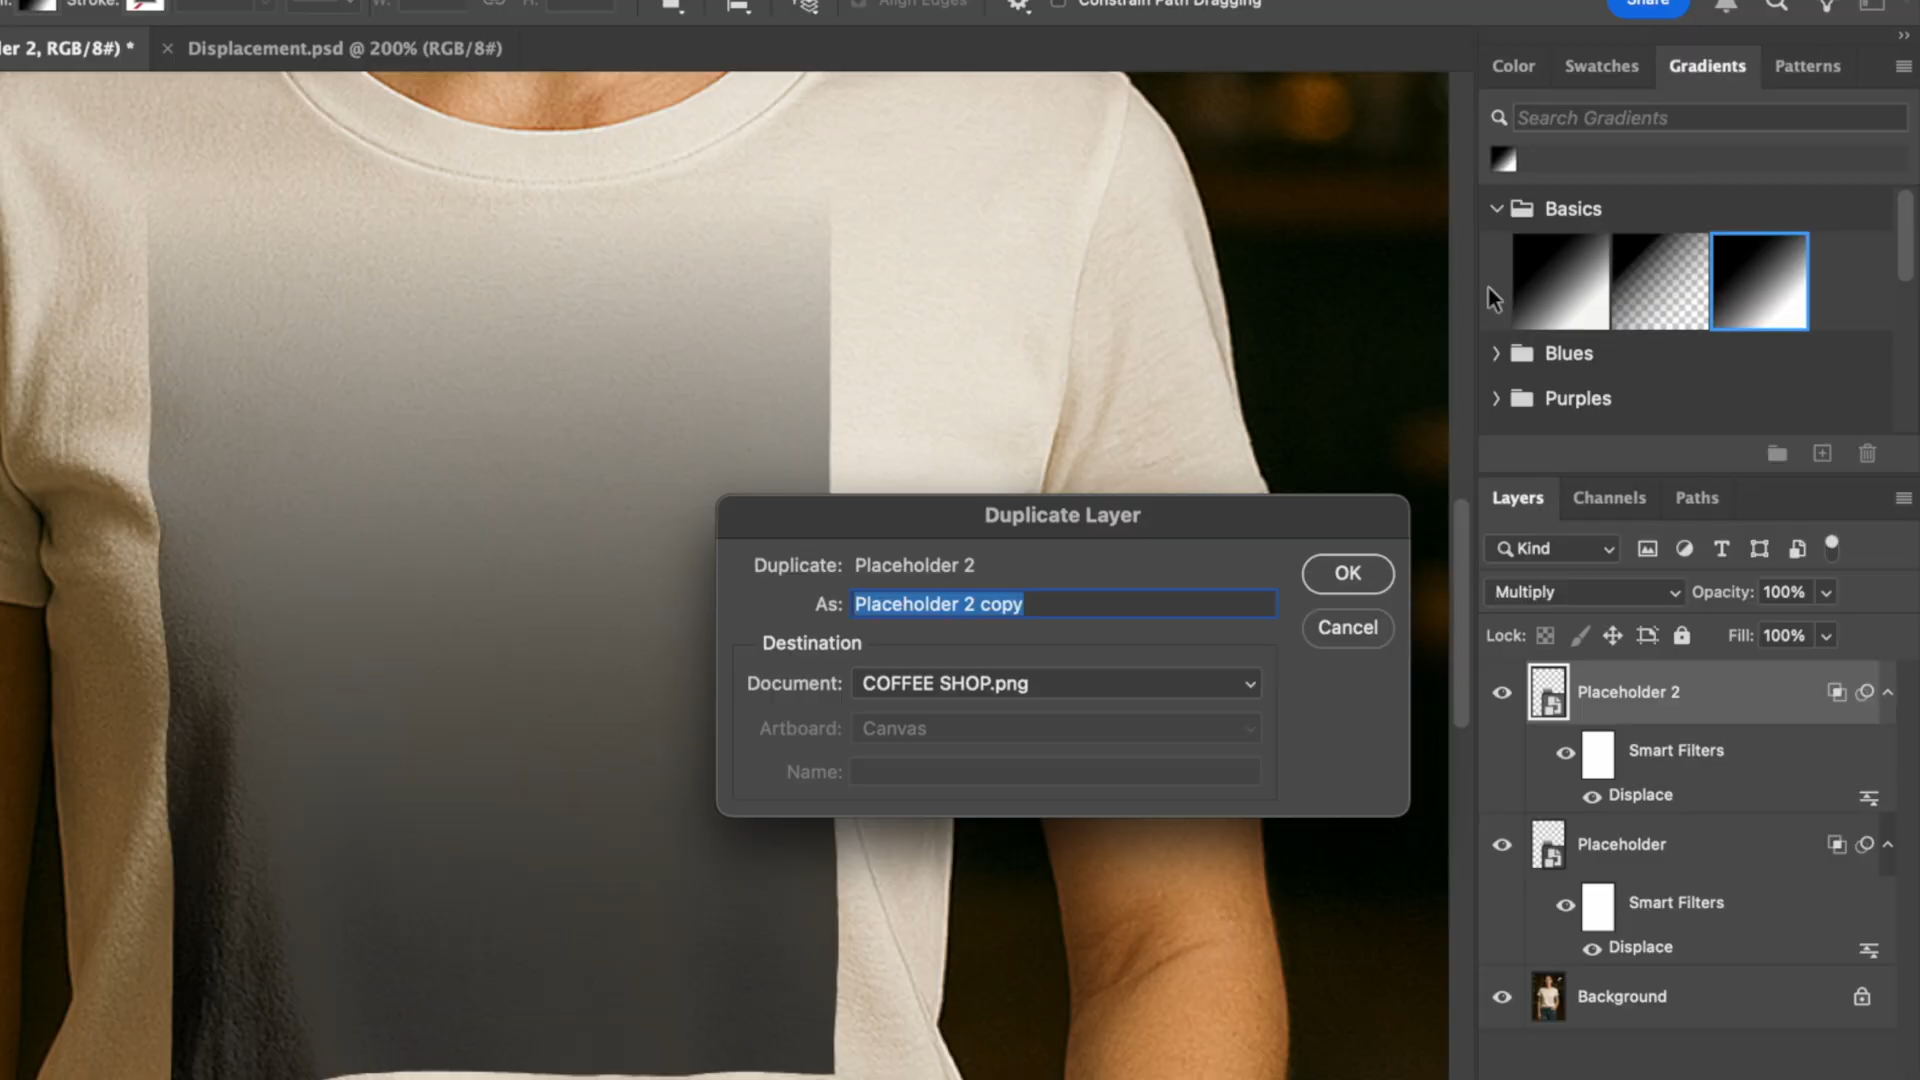 Stroke:
W:
GO
H:
Align Edges
Constrain Path Dragging
Share
er 2, RGB/8#) *
× Displacement.psd @ 200% (RGB/8#)
Color Swatches Gradients Patterns
Search Gradients
Basics
Blues
Purples
Duplicate Layer
Duplicate: Placeholder 2
As: Placeholder 2 copy
OK
Cancel
Destination
Document: COFFEE SHOP.png
Artboard: Canvas
Name:
Layers Channels Paths
Kind
Multiply Opacity: 100%
Lock: Fill: 100%
Placeholder 2
Smart Filters
Displace
Placeholder
Smart Filters
Displace
Background